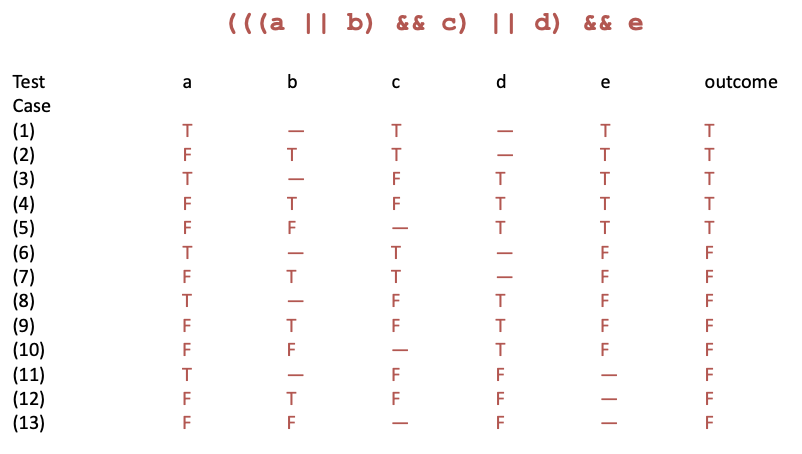 (((a || b) && c) || d) && e
Test Case a b c d e outcome
(1) T — T — T T
(2) F T T — T T
(3) T — F T T T
(4) F T F T T T
(5) F F — T T T
(6) T — T — F F
(7) F T T — F F
(8) T — F T F F
(9) F T F T F F
(10) F F — T F F
(11) T — F F — F
(12) F T F F — F
(13) F F — F — F